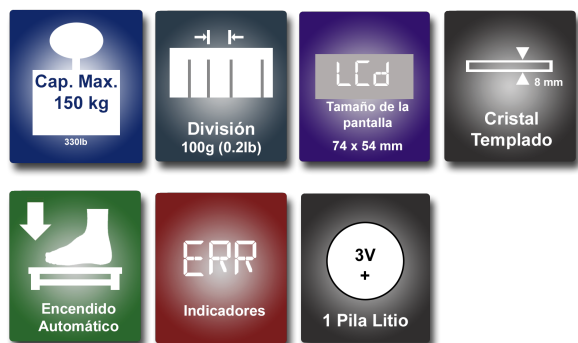 Cap. Max.
150 kg
330lb
División
100g (0.2lb)
LCd
Tamaño de la
pantalla
74 x 54 mm
8 mm
Cristal
Templado
Encendido
Automático
ERR
Indicadores
3V
+
1 Pila Litio